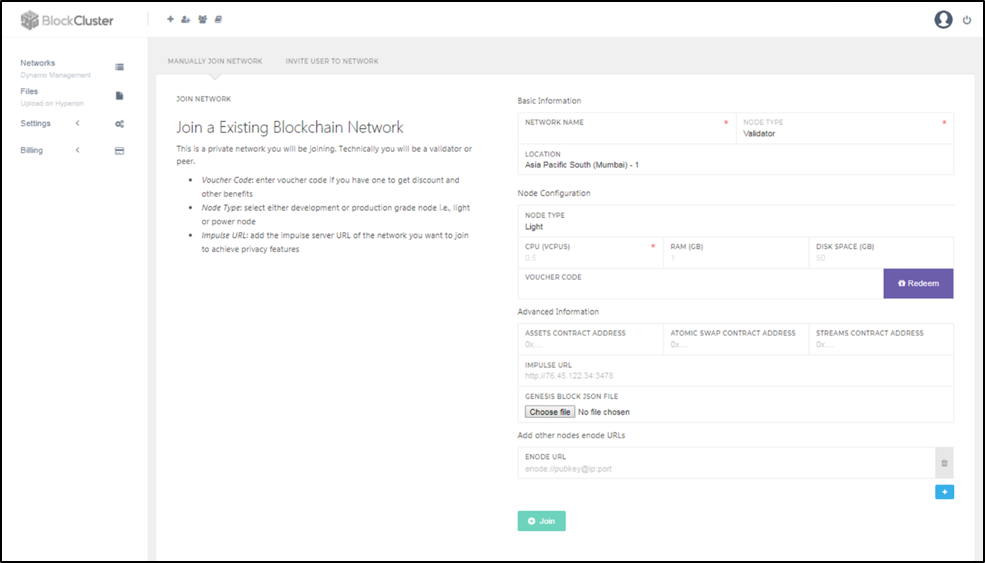 BlockCluster
Networks
Dynamo Management
Files
Upload on Hyperion
Settings
Billing
MANUALLY JOIN NETWORK
INVITE USER TO NETWORK
JOIN NETWORK
Join a Existing Blockchain Network
This is a private network you will be joining. Technically you will be a validator or
peer.
• Voucher Code: enter voucher code if you have one to get discount and
other benefits
• Node Type: select either development or production grade node i.e., light
or power node
• Impulse URL: add the impulse server URL of the network you want to join
to achieve privacy features
Basic Information
NETWORK NAME *
NODE TYPE *
Validator
LOCATION
Asia Pacific South (Mumbai) - 1
Node Configuration
NODE TYPE
Light
CPU (VCPUS) *
0.5
RAM (GB)
1
DISK SPACE (GB)
50
VOUCHER CODE
Redeem
Advanced Information
ASSETS CONTRACT ADDRESS
0x....
ATOMIC SWAP CONTRACT ADDRESS
0x....
STREAMS CONTRACT ADDRESS
0x....
IMPULSE URL
http://76.45.122.34:3478
GENESIS BLOCK JSON FILE
Choose file No file chosen
Add other nodes enode URLs
ENODE URL
enode://pubkey@ip:port
Join